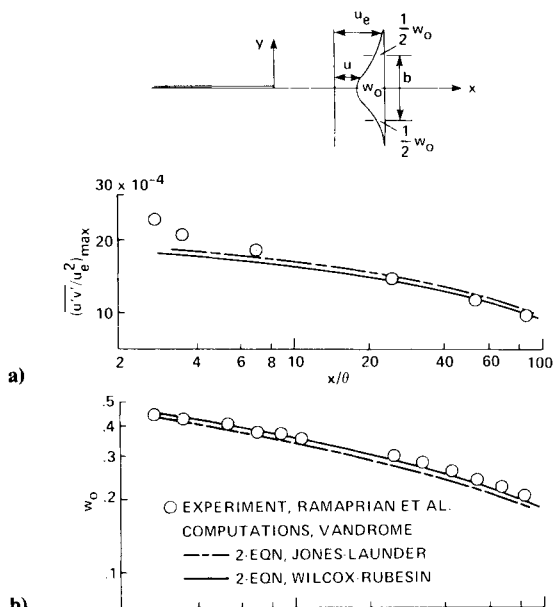 u_e
1/2 w_o
y
u
w_o
b
x
1/2 w_o
30 x 10^-4
20
10
(u'v'/u_e^2)max
2 4 6 8 10 20 40 60 100
x/θ
a)
.5
.4
.3
.2
.1
w_o
○ EXPERIMENT, RAMAPRIAN ET AL.
COMPUTATIONS, VANDROME
2-EQN, JONES-LAUNDER
2-EQN, WILCOX-RUBESIN
b)